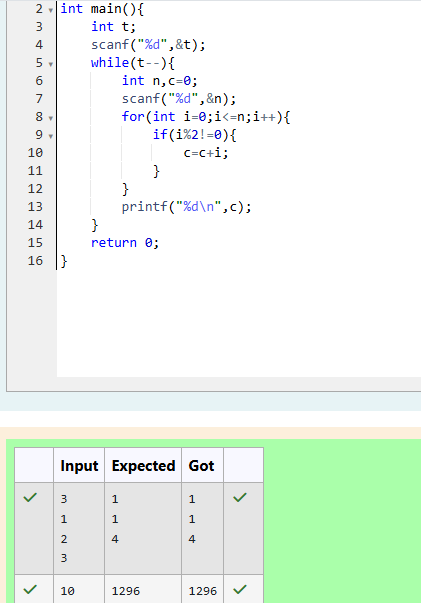 2 int main(){
3 int t;
4 scanf("%d",&t);
5 while(t--){
6 int n,c=0;
7 scanf("%d",&n);
8 for(int i=0;i<=n;i++){
9 if(i%2!=0){
10 c=c+i;
11 }
12 }
13 printf("%d\n",c);
14 }
15 return 0;
16 }
Input Expected Got
3 1 1
1 1 1
2 4 4
3
10 1296 1296